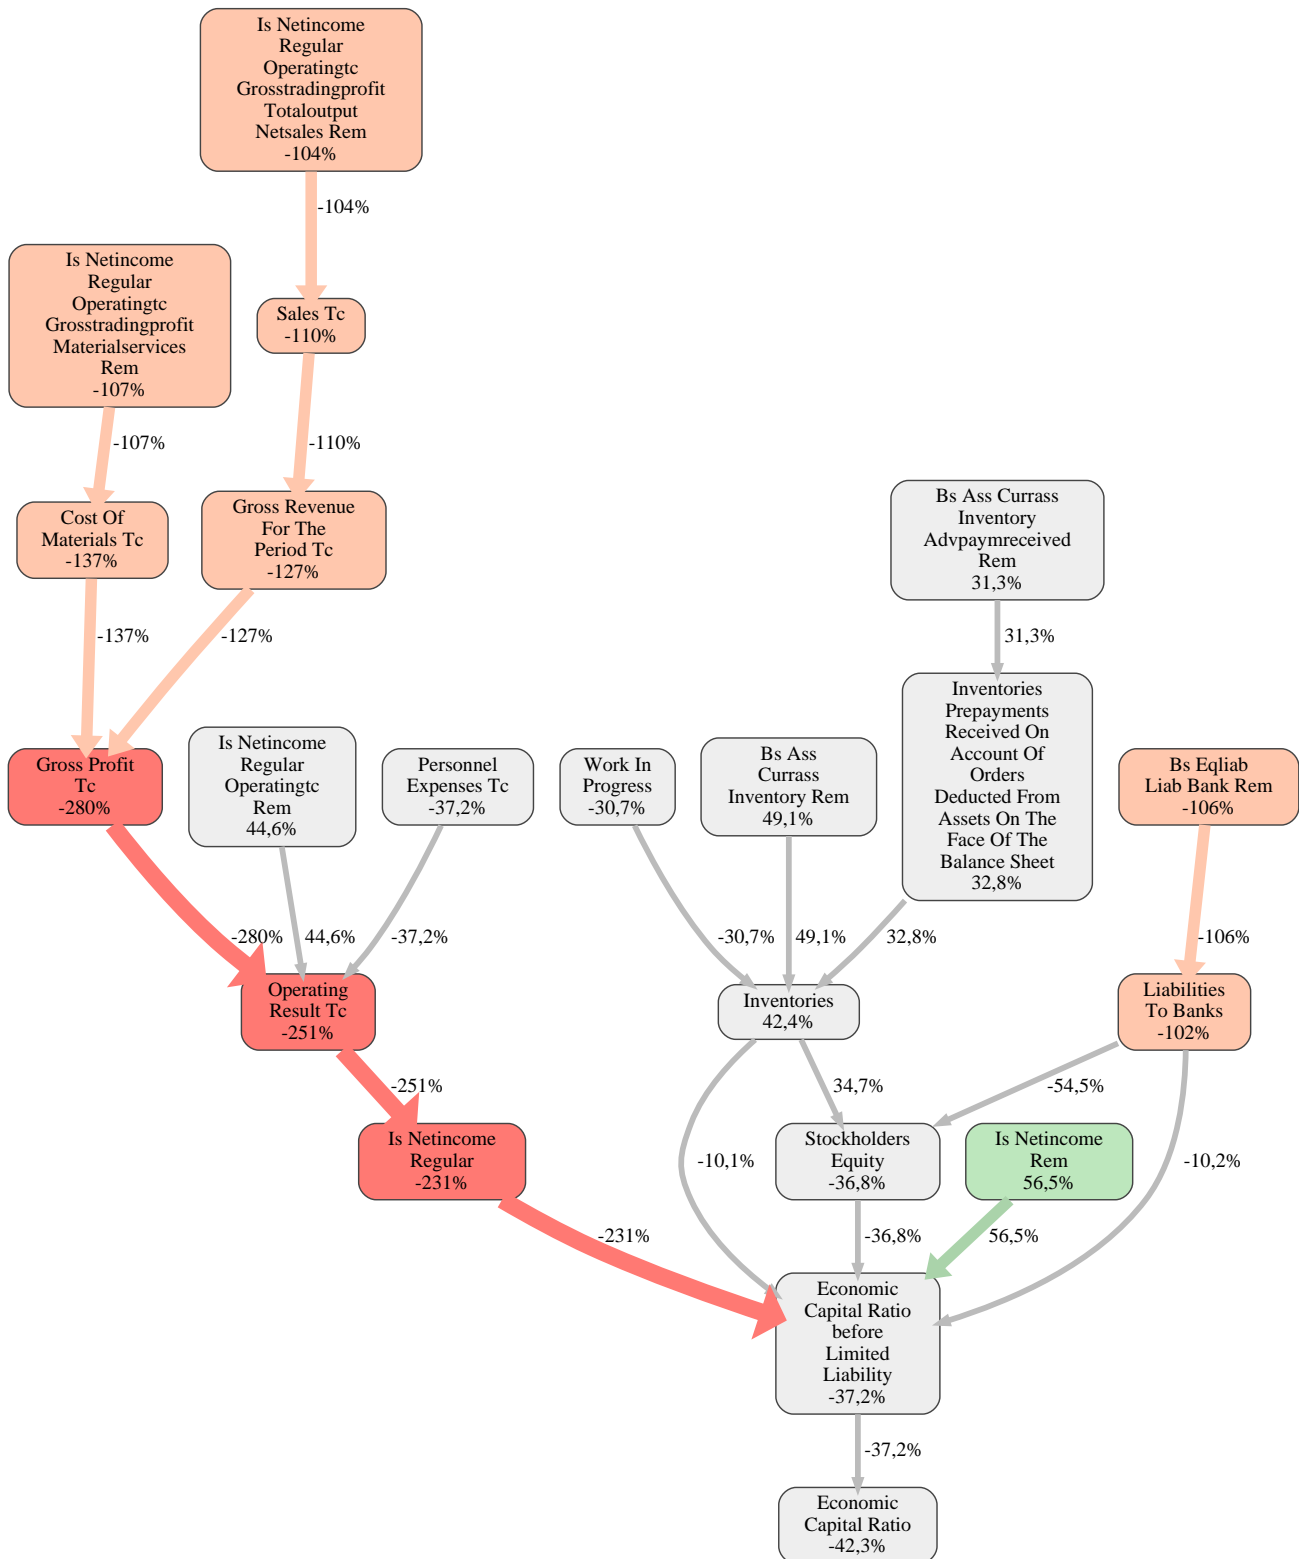 Is Netincome
Regular
Operatingtc
Grosstradingprofit
Totaloutput
Netsales Rem
-104%
-104%
Is Netincome
Regular
Operatingtc
Grosstradingprofit
Materialservices
Rem
-107%
Sales Tc
-110%
-107%
-110%
Cost Of
Materials Tc
-137%
Gross Revenue
For The
Period Tc
-127%
Bs Ass Currass
Inventory
Advpaymreceived
Rem
31,3%
-137%
-127%
31,3%
Gross Profit
Tc
-280%
Is Netincome
Regular
Operatingtc
Rem
44,6%
Personnel
Expenses Tc
-37,2%
Work In
Progress
-30,7%
Bs Ass
Currass
Inventory Rem
49,1%
Inventories
Prepayments
Received On
Account Of
Orders
Deducted From
Assets On The
Face Of The
Balance Sheet
32,8%
Bs Eqliab
Liab Bank Rem
-106%
-280%
44,6%
-37,2%
-30,7%
49,1%
32,8%
-106%
Operating
Result Tc
-251%
Inventories
42,4%
Liabilities
To Banks
-102%
-251%
34,7%
-54,5%
Is Netincome
Regular
-231%
-10,1%
Stockholders
Equity
-36,8%
Is Netincome
Rem
56,5%
-10,2%
-231%
-36,8%
56,5%
Economic
Capital Ratio
before
Limited
Liability
-37,2%
-37,2%
Economic
Capital Ratio
-42,3%